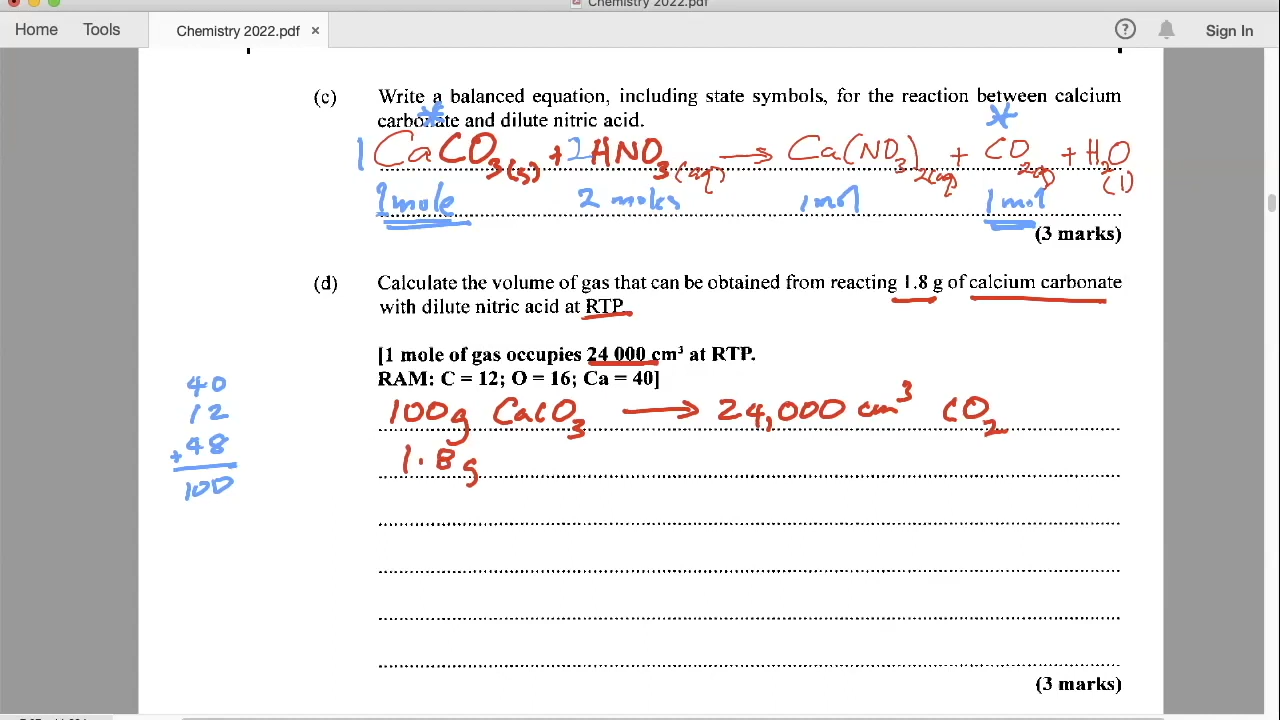 Chemistry 2022.pdf
Home Tools Chemistry 2022.pdf × ? Sign In
(c) Write a balanced equation, including state symbols, for the reaction between calcium
carbonate and dilute nitric acid.
1 CaCO3(s) + 2HNO3(aq) → Ca(NO3)2(aq) + CO2(g) + H2O(l)
1 mole 2 moles 1 mol 1 mol
(3 marks)
(d) Calculate the volume of gas that can be obtained from reacting 1.8 g of calcium carbonate
with dilute nitric acid at RTP.
[1 mole of gas occupies 24 000 cm³ at RTP.
RAM: C = 12; O = 16; Ca = 40]
40
12
+48
100
100g CaCO3 → 24,000 cm³ CO2
1.8g
(3 marks)